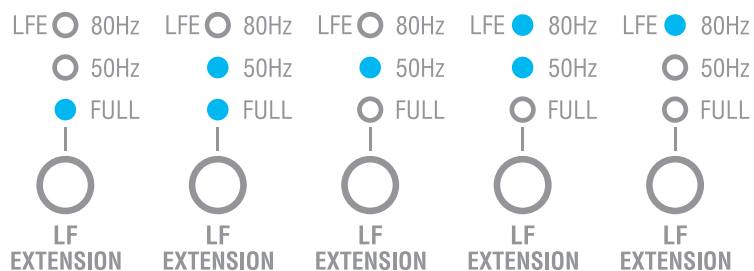 LFE 80Hz LFE 80Hz LFE 80Hz LFE 80Hz LFE 80Hz
50Hz 50Hz 50Hz 50Hz 50Hz
FULL FULL FULL FULL FULL
LF LF LF LF LF
EXTENSION EXTENSION EXTENSION EXTENSION EXTENSION